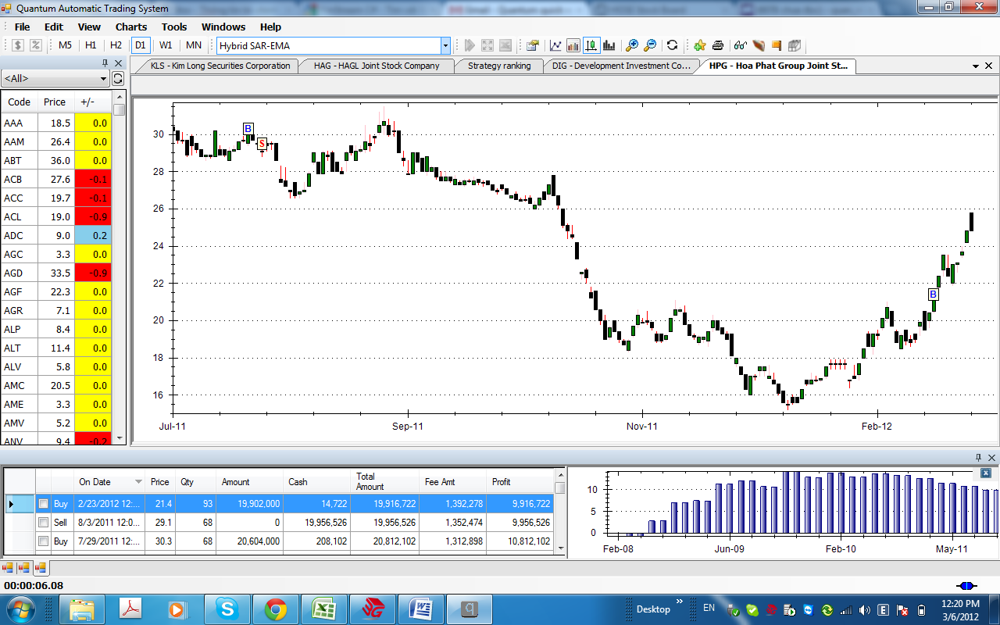 Quantum Automatic Trading System
File Edit View Charts Tools Windows Help
$ % M5 H1 H2 D1 W1 MN Hybrid SAR-EMA
KLS - Kim Long Securities Corporation HAG - HAGL Joint Stock Company Strategy ranking DIG - Development Investment Co... HPG - Hoa Phat Group Joint St...
<All>
Code Price +/-
AAA 18.5 0.0
AAM 26.4 0.0
ABT 36.0 0.0
ACB 27.6 -0.1
ACC 19.7 -0.1
ACL 19.0 -0.9
ADC 9.0 0.2
AGC 3.3 0.0
AGD 33.5 -0.9
AGF 22.3 0.0
AGR 7.1 0.0
ALP 8.4 0.0
ALT 11.4 0.0
ALV 5.8 0.0
AMC 20.5 0.0
AME 3.3 0.0
AMV 5.2 0.0
ANV 9.4 -0.2
30
28
26
24
22
20
18
16
B
S
B
Jul-11 Sep-11 Nov-11 Feb-12
On Date Price Qty Amount Cash Total Amount Fee Amt Profit
Buy 2/23/2012 12:... 21.4 93 19,902,000 14,722 19,916,722 1,392,278 9,916,722
Sell 8/3/2011 12:0... 29.1 68 0 19,956,526 19,956,526 1,352,474 9,956,526
Buy 7/29/2011 12:... 30.3 68 20,604,000 208,102 20,812,102 1,312,898 10,812,102
10
5
0
Feb-08 Jun-09 Feb-10 May-11
00:00:06.08
Desktop » EN 12:20 PM
3/6/2012